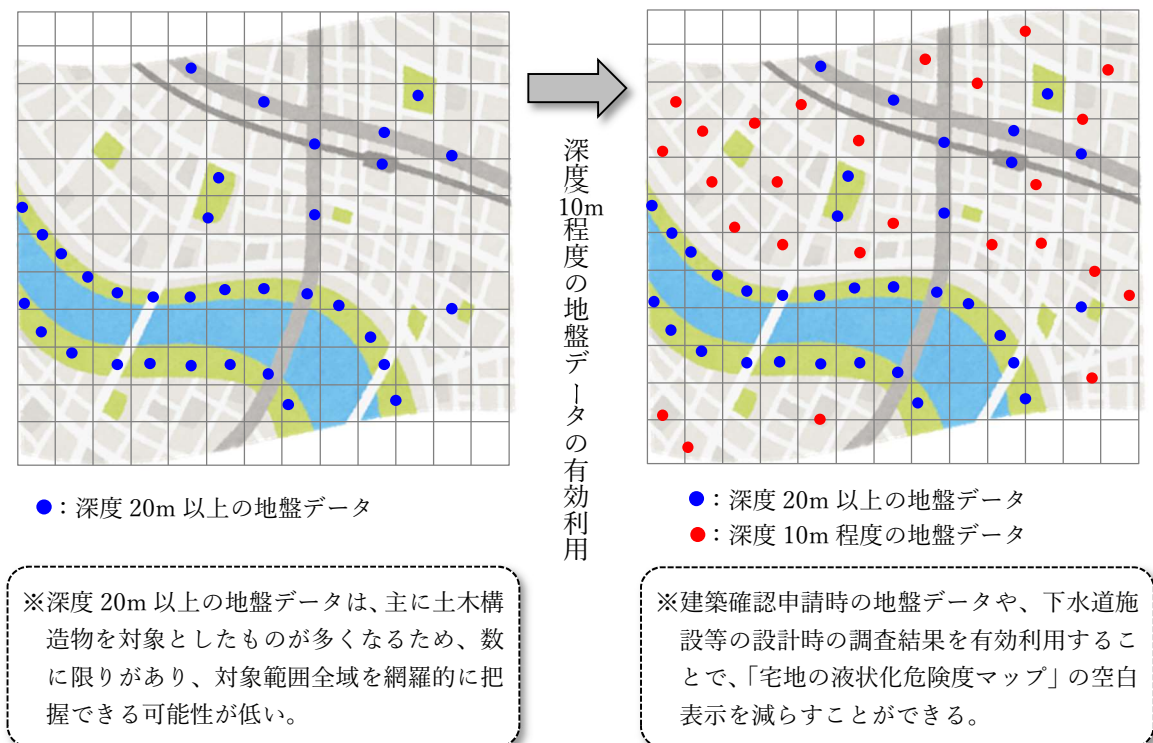 深度10m程度の地盤データの有効利用
●：深度 20m 以上の地盤データ
●：深度 20m 以上の地盤データ
●：深度 10m 程度の地盤データ
※深度 20m 以上の地盤データは、主に土木構
造物を対象としたものが多くなるため、数
に限りがあり、対象範囲全域を網羅的に把
握できる可能性が低い。
※建築確認申請時の地盤データや、下水道施
設等の設計時の調査結果を有効利用するこ
とで、「宅地の液状化危険度マップ」の空白
表示を減らすことができる。